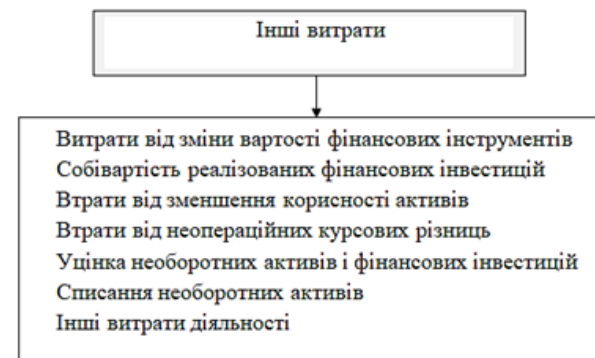 Інші витрати
Витрати від зміни вартості фінансових інструментів
Собівартість реалізованих фінансових інвестицій
Втрати від зменшення корисності активів
Втрати від неопераційних курсових різниць
Уцінка необоротних активів і фінансових інвестицій
Списання необоротних активів
Інші витрати діяльності